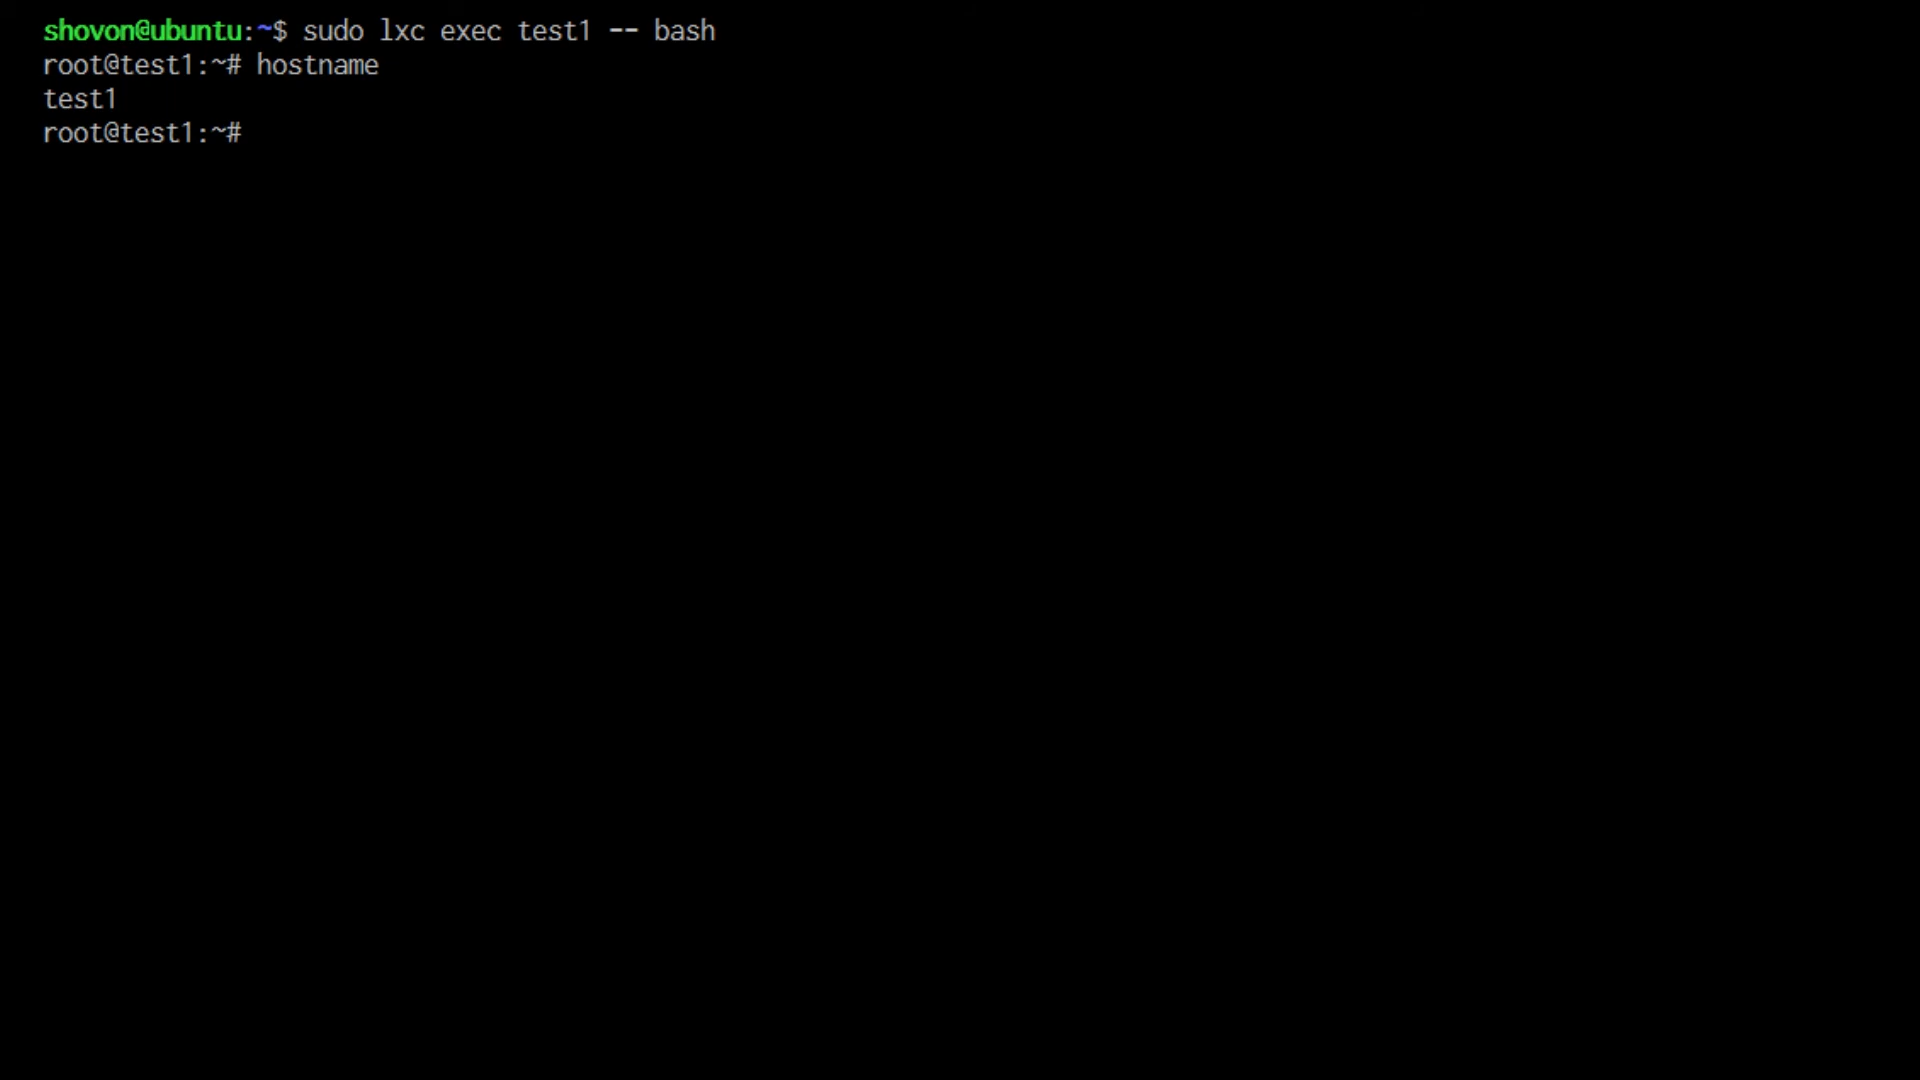 shovon@ubuntu:~$ sudo lxc exec test1 -- bash
root@test1:~# hostname
test1
root@test1:~#